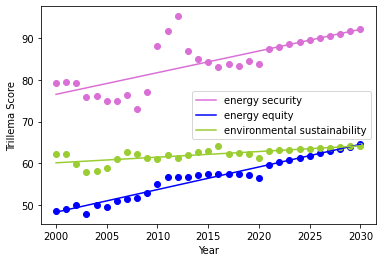 90
80
70
60
50
2000
2005
2010
2015
2020
2025
2030
Trillema Score
Year
energy security
energy equity
environmental sustainability